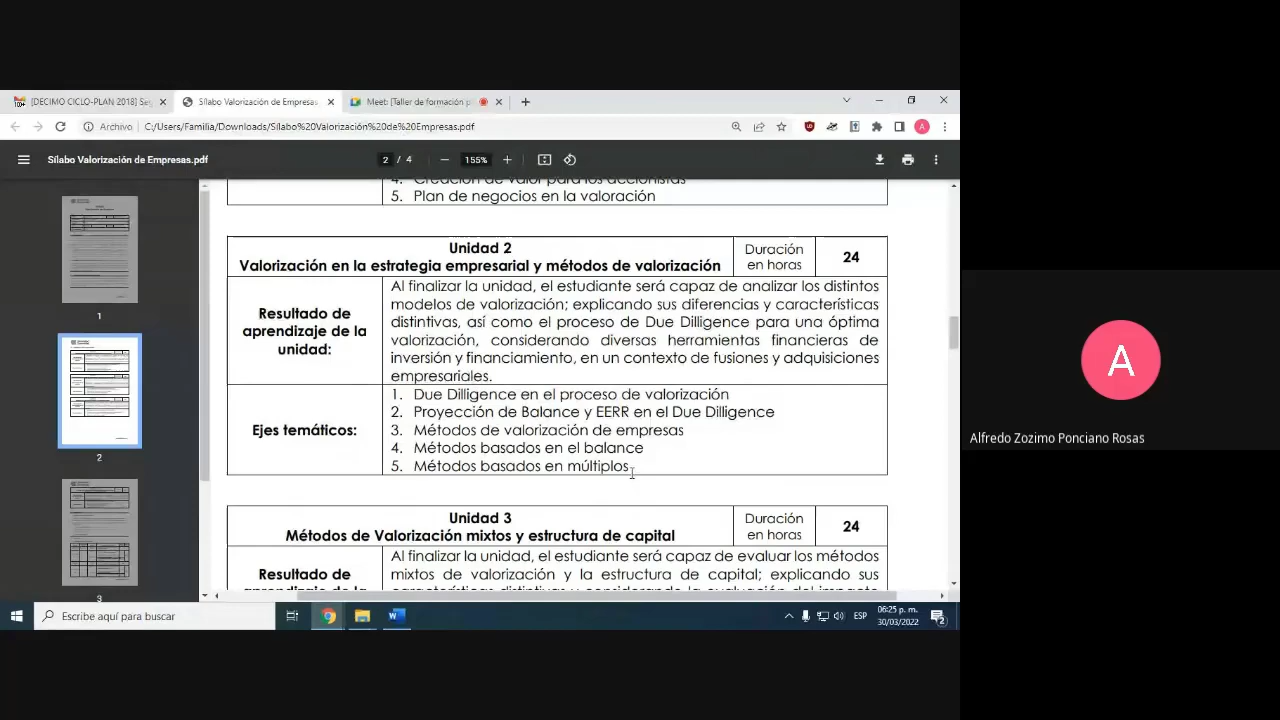 [DECIMO CICLO-PLAN 2018] Se
Sílabo Valorización de Empresas
Meet: [Taller de formación p
Archivo
C:/Users/Familia/Downloads/Sílabo%20Valorización%20de%20Empresas.pdf
A
Sílabo Valorización de Empresas.pdf
2 / 4
155%
4. Creación de valor para los accionistas
5. Plan de negocios en la valoración
Unidad 2
Valorización en la estrategia empresarial y métodos de valorización
Duración
en horas
24
Resultado de
aprendizaje de la
unidad:
Al finalizar la unidad, el estudiante será capaz de analizar los distintos
modelos de valorización; explicando sus diferencias y características
distintivas, así como el proceso de Due Dilligence para una óptima
valorización, considerando diversas herramientas financieras de
inversión y financiamiento, en un contexto de fusiones y adquisiciones
empresariales.
Ejes temáticos:
1. Due Dilligence en el proceso de valorización
2. Proyección de Balance y EERR en el Due Dilligence
3. Métodos de valorización de empresas
4. Métodos basados en el balance
5. Métodos basados en múltiplos
Unidad 3
Métodos de Valorización mixtos y estructura de capital
Duración
en horas
24
Resultado de
Al finalizar la unidad, el estudiante será capaz de evaluar los métodos
mixtos de valorización y la estructura de capital; explicando sus
1
2
3
Escribe aquí para buscar
ESP
06:25 p. m.
30/03/2022
2
A
Alfredo Zozimo Ponciano Rosas